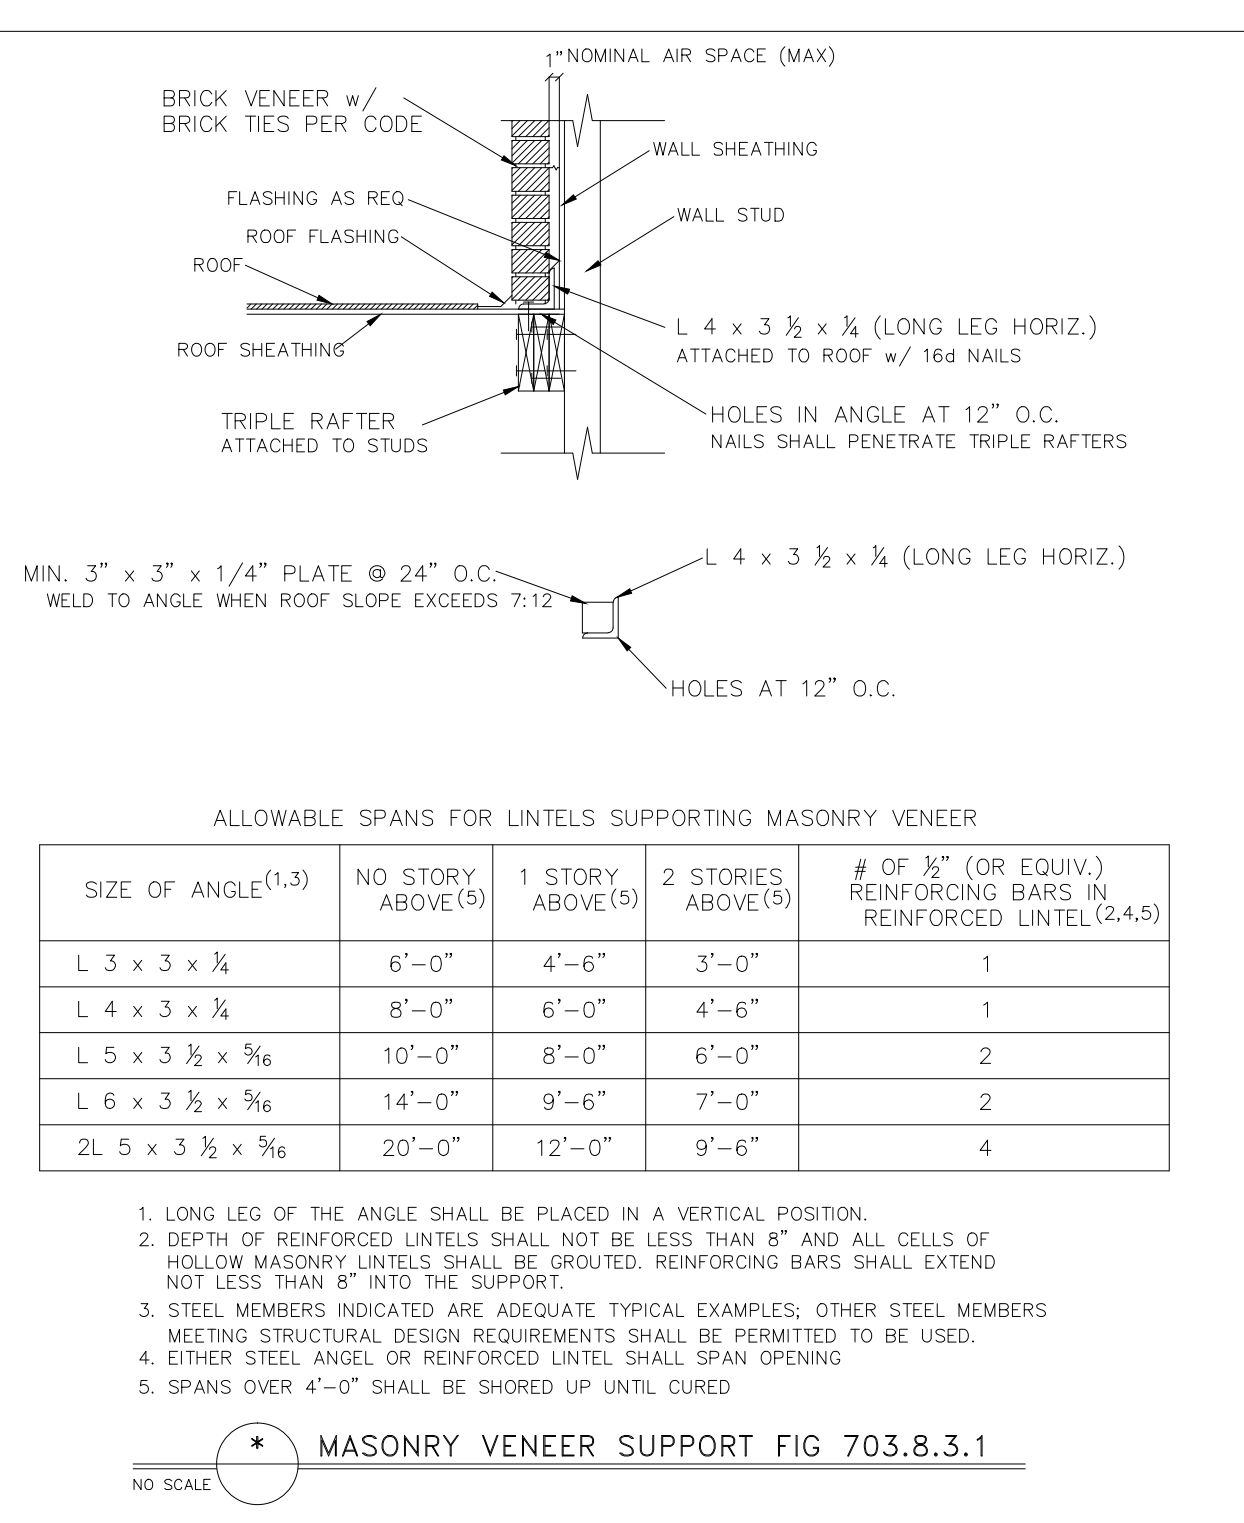 1" NOMINAL AIR SPACE (MAX)
BRICK VENEER w/
BRICK TIES PER CODE
WALL SHEATHING
FLASHING AS REQ
WALL STUD
ROOF FLASHING
ROOF
L 4 x 3 ½ x ¼ (LONG LEG HORIZ.)
ATTACHED TO ROOF w/ 16d NAILS
ROOF SHEATHING
HOLES IN ANGLE AT 12" O.C.
NAILS SHALL PENETRATE TRIPLE RAFTERS
TRIPLE RAFTER
ATTACHED TO STUDS
L 4 x 3 ½ x ¼ (LONG LEG HORIZ.)
MIN. 3" x 3" x 1/4" PLATE @ 24" O.C.
WELD TO ANGLE WHEN ROOF SLOPE EXCEEDS 7:12
HOLES AT 12" O.C.
ALLOWABLE SPANS FOR LINTELS SUPPORTING MASONRY VENEER
SIZE OF ANGLE(1,3)
NO STORY
ABOVE(5)
1 STORY
ABOVE(5)
2 STORIES
ABOVE(5)
# OF ½" (OR EQUIV.)
REINFORCING BARS IN
REINFORCED LINTEL(2,4,5)
L 3 x 3 x ¼ 6'-0" 4'-6" 3'-0" 1
L 4 x 3 x ¼ 8'-0" 6'-0" 4'-6" 1
L 5 x 3 ½ x 5/16 10'-0" 8'-0" 6'-0" 2
L 6 x 3 ½ x 5/16 14'-0" 9'-6" 7'-0" 2
2L 5 x 3 ½ x 5/16 20'-0" 12'-0" 9'-6" 4
1. LONG LEG OF THE ANGLE SHALL BE PLACED IN A VERTICAL POSITION.
2. DEPTH OF REINFORCED LINTELS SHALL NOT BE LESS THAN 8" AND ALL CELLS OF
HOLLOW MASONRY LINTELS SHALL BE GROUTED. REINFORCING BARS SHALL EXTEND
NOT LESS THAN 8" INTO THE SUPPORT.
3. STEEL MEMBERS INDICATED ARE ADEQUATE TYPICAL EXAMPLES; OTHER STEEL MEMBERS
MEETING STRUCTURAL DESIGN REQUIREMENTS SHALL BE PERMITTED TO BE USED.
4. EITHER STEEL ANGEL OR REINFORCED LINTEL SHALL SPAN OPENING
5. SPANS OVER 4'-0" SHALL BE SHORED UP UNTIL CURED
* MASONRY VENEER SUPPORT FIG 703.8.3.1
NO SCALE